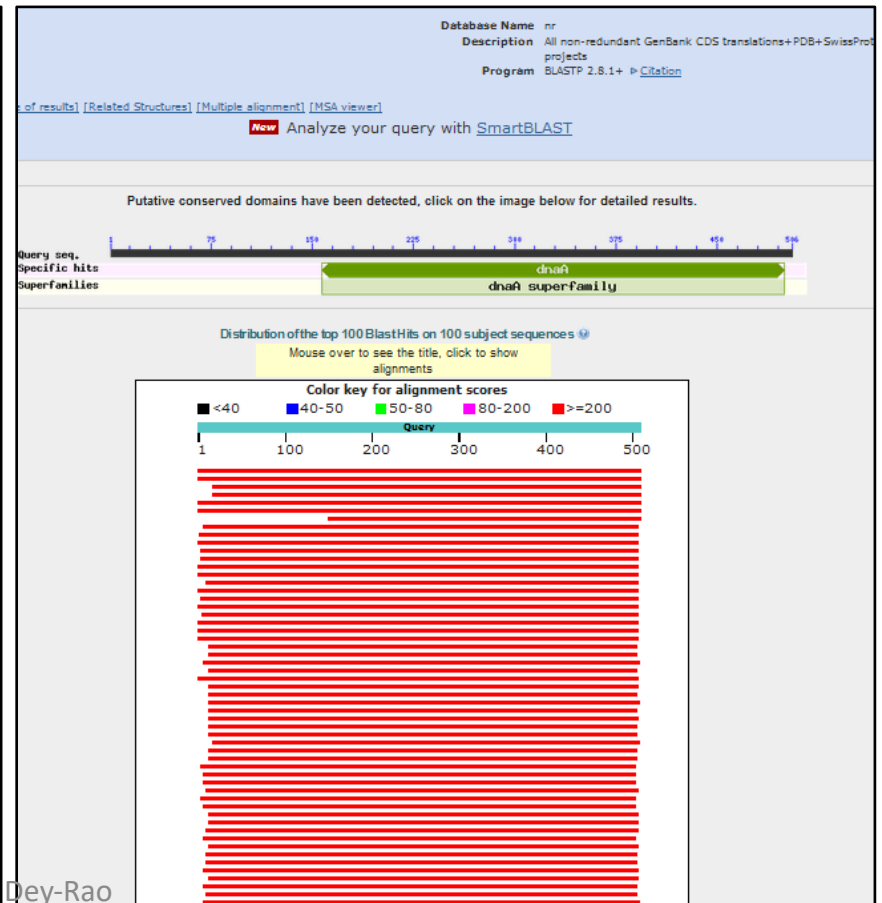 Database Name nr
Description All non-redundant GenBank CDS translations+PDB+SwissProt
projects
Program BLASTP 2.8.1+ ▷Citation
of results] [Related Structures] [Multiple alignment] [MSA viewer]
New Analyze your query with SmartBLAST
Putative conserved domains have been detected, click on the image below for detailed results.
1 75 150 225 300 375 450 506
Query seq.
Specific hits dnaA
Superfamilies dnaA superfamily
Distribution of the top 100 Blast Hits on 100 subject sequences
Mouse over to see the title, click to show
alignments
Color key for alignment scores
<40 40-50 50-80 80-200 >=200
Query
1 100 200 300 400 500
Dey-Rao